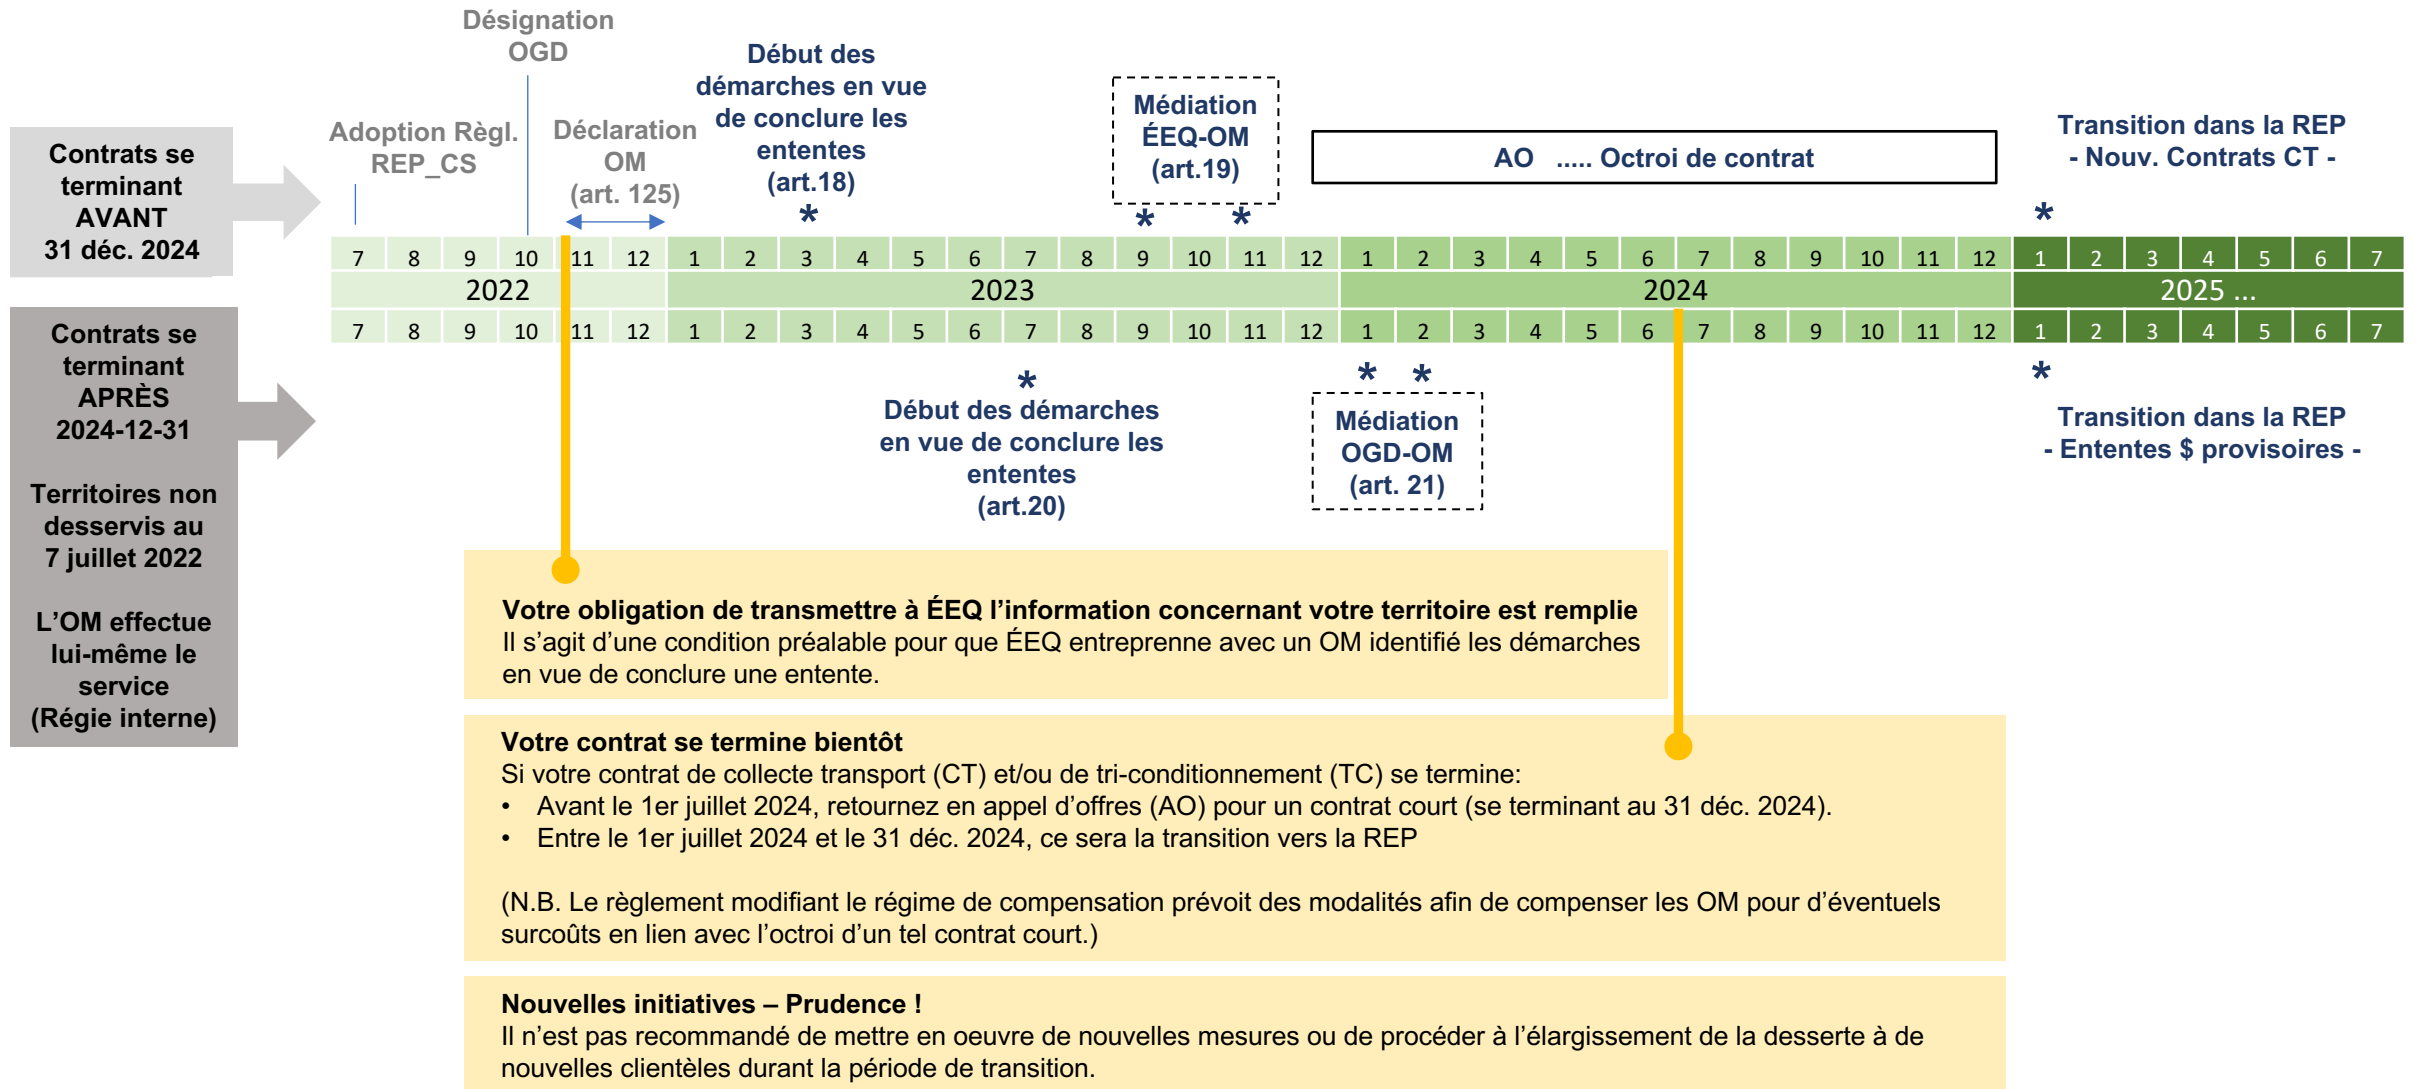 Désignation
OGD
Adoption Règl.
REP_CS
Déclaration
OM
(art. 125)
Début des
démarches en vue
de conclure les
ententes
(art.18)
*
Médiation
ÉEQ-OM
(art.19)
*
*
AO ..... Octroi de contrat
Transition dans la REP
- Nouv. Contrats CT -
*
Contrats se
terminant
AVANT
31 déc. 2024
7 8 9 10 11 12 1 2 3 4 5 6 7 8 9 10 11 12 1 2 3 4 5 6 7 8 9 10 11 12 1 2 3 4 5 6 7
2022 2023 2024 2025 ...
7 8 9 10 11 12 1 2 3 4 5 6 7 8 9 10 11 12 1 2 3 4 5 6 7 8 9 10 11 12 1 2 3 4 5 6 7
Contrats se
terminant
APRÈS
2024-12-31
Territoires non
desservis au
7 juillet 2022
L’OM effectue
lui-même le
service
(Régie interne)
*
Début des démarches
en vue de conclure les
ententes
(art.20)
*
*
Médiation
OGD-OM
(art. 21)
*
Transition dans la REP
- Ententes $ provisoires -
Votre obligation de transmettre à ÉEQ l’information concernant votre territoire est remplie
Il s’agit d’une condition préalable pour que ÉEQ entreprenne avec un OM identifié les démarches
en vue de conclure une entente.
Votre contrat se termine bientôt
Si votre contrat de collecte transport (CT) et/ou de tri-conditionnement (TC) se termine:
• Avant le 1er juillet 2024, retournez en appel d’offres (AO) pour un contrat court (se terminant au 31 déc. 2024).
• Entre le 1er juillet 2024 et le 31 déc. 2024, ce sera la transition vers la REP
(N.B. Le règlement modifiant le régime de compensation prévoit des modalités afin de compenser les OM pour d’éventuels
surcoûts en lien avec l’octroi d’un tel contrat court.)
Nouvelles initiatives – Prudence !
Il n’est pas recommandé de mettre en oeuvre de nouvelles mesures ou de procéder à l’élargissement de la desserte à de
nouvelles clientèles durant la période de transition.